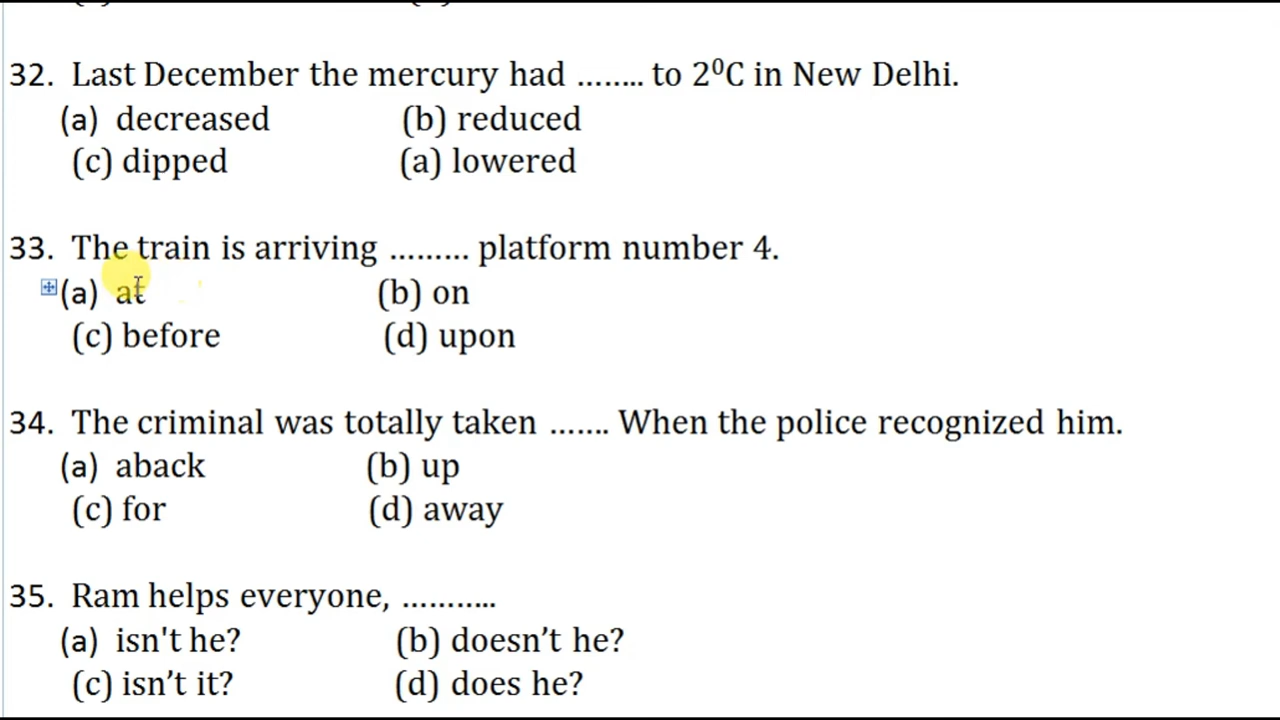 32. Last December the mercury had ........ to 2⁰C in New Delhi.
(a) decreased (b) reduced
(c) dipped (a) lowered
33. The train is arriving ......... platform number 4.
(a) at (b) on
(c) before (d) upon
34. The criminal was totally taken ....... When the police recognized him.
(a) aback (b) up
(c) for (d) away
35. Ram helps everyone, ...........
(a) isn't he? (b) doesn’t he?
(c) isn’t it? (d) does he?